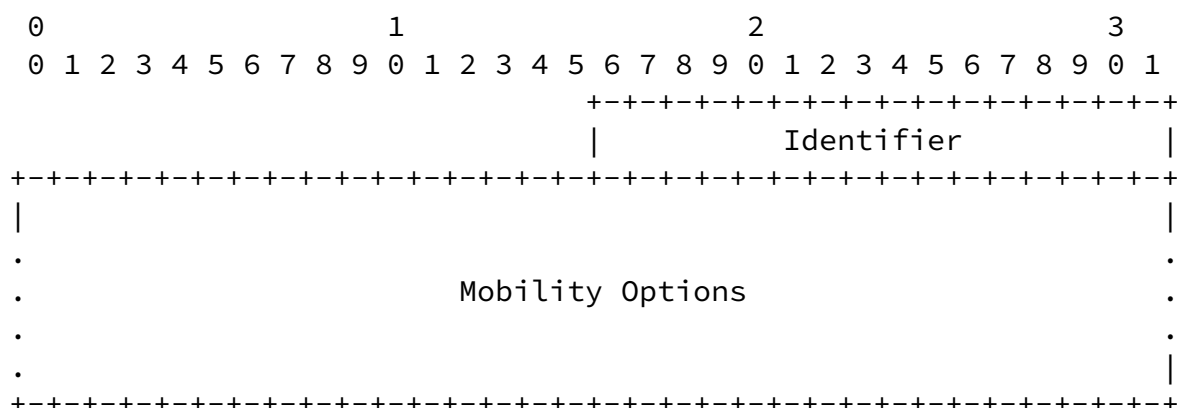 0                   1                   2                   3
 0 1 2 3 4 5 6 7 8 9 0 1 2 3 4 5 6 7 8 9 0 1 2 3 4 5 6 7 8 9 0 1
                                +-+-+-+-+-+-+-+-+-+-+-+-+-+-+-+-+
                                |          Identifier           |
+-+-+-+-+-+-+-+-+-+-+-+-+-+-+-+-+-+-+-+-+-+-+-+-+-+-+-+-+-+-+-+-+
|                                                               |
.                                                               .
.                        Mobility Options                       .
.                                                               .
.                                                               |
+-+-+-+-+-+-+-+-+-+-+-+-+-+-+-+-+-+-+-+-+-+-+-+-+-+-+-+-+-+-+-+-+